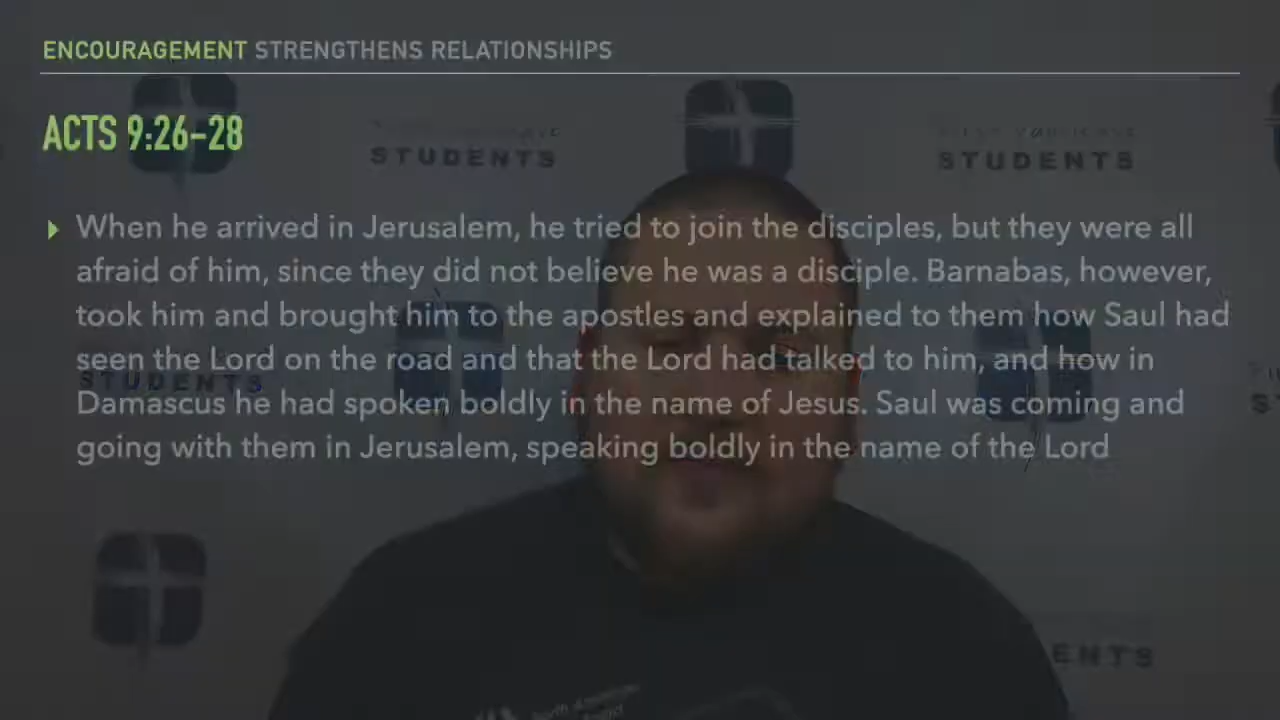 ENCOURAGEMENT STRENGTHENS RELATIONSHIPS
ACTS 9:26-28
STUDENTS
STUDENTS
When he arrived in Jerusalem, he tried to join the disciples, but they were all
afraid of him, since they did not believe he was a disciple. Barnabas, however,
took him and brought him to the apostles and explained to them how Saul had
seen the Lord on the road and that the Lord had talked to him, and how in
STUDENTS
Damascus he had spoken boldly in the name of Jesus. Saul was coming and
going with them in Jerusalem, speaking boldly in the name of the Lord
ENTS